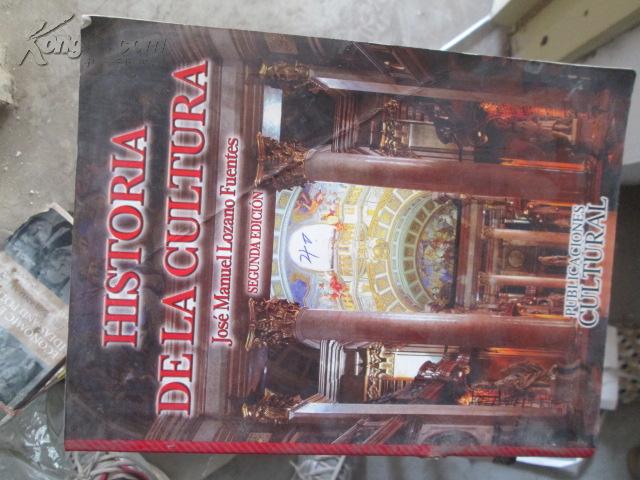 HISTORIA
DE LA CULTURA
José Manuel Lozano Fuentes
SEGUNDA EDICIÓN
PUBLICACIONES
CULTURAL